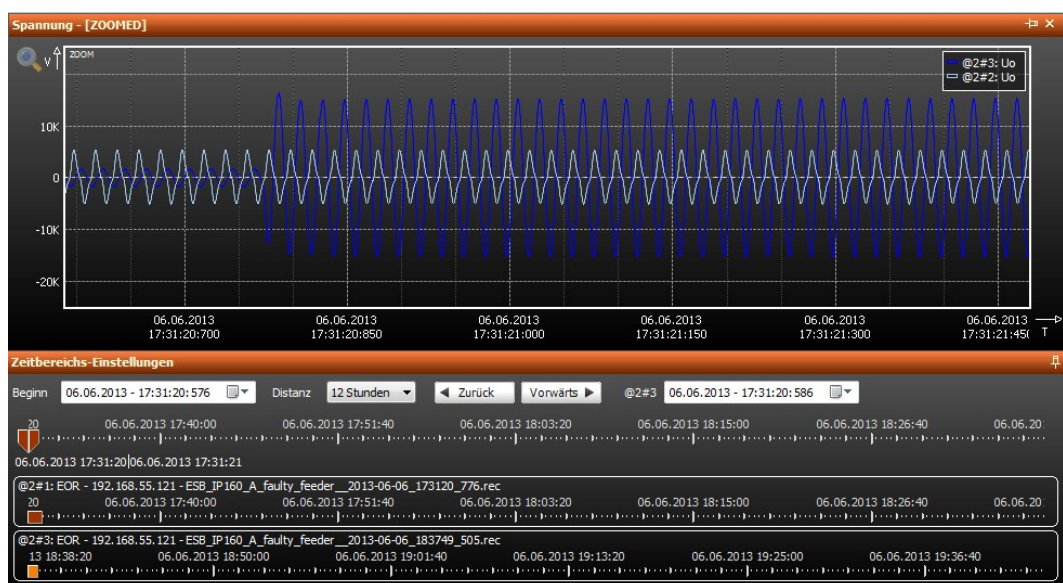 Spannung - [ZOOMED]
V
ZOOM
@2#3: Uo
@2#2: Uo
10K
0
-10K
-20K
06.06.2013 06.06.2013 06.06.2013 06.06.2013 06.06.2013 06.06.2013
17:31:20:700 17:31:20:850 17:31:21:000 17:31:21:150 17:31:21:300 17:31:21:450
T
Zeitbereichs-Einstellungen
Beginn 06.06.2013 - 17:31:20:576 Distanz 12 Stunden Zurück Vorwärts @2#3 06.06.2013 - 17:31:20:586
20 06.06.2013 17:40:00 06.06.2013 17:51:40 06.06.2013 18:03:20 06.06.2013 18:15:00 06.06.2013 18:26:40 06.06.20
06.06.2013 17:31:20 06.06.2013 17:31:21
@2#1: EOR - 192.168.55.121 - ESB_IP160_A_faulty_feeder__2013-06-06_173120_776.rec
20 06.06.2013 17:40:00 06.06.2013 17:51:40 06.06.2013 18:03:20 06.06.2013 18:15:00 06.06.2013 18:26:40 06.06.20
@2#3: EOR - 192.168.55.121 - ESB_IP160_A_faulty_feeder__2013-06-06_183749_505.rec
13 18:38:20 06.06.2013 18:50:00 06.06.2013 19:01:40 06.06.2013 19:13:20 06.06.2013 19:25:00 06.06.2013 19:36:40